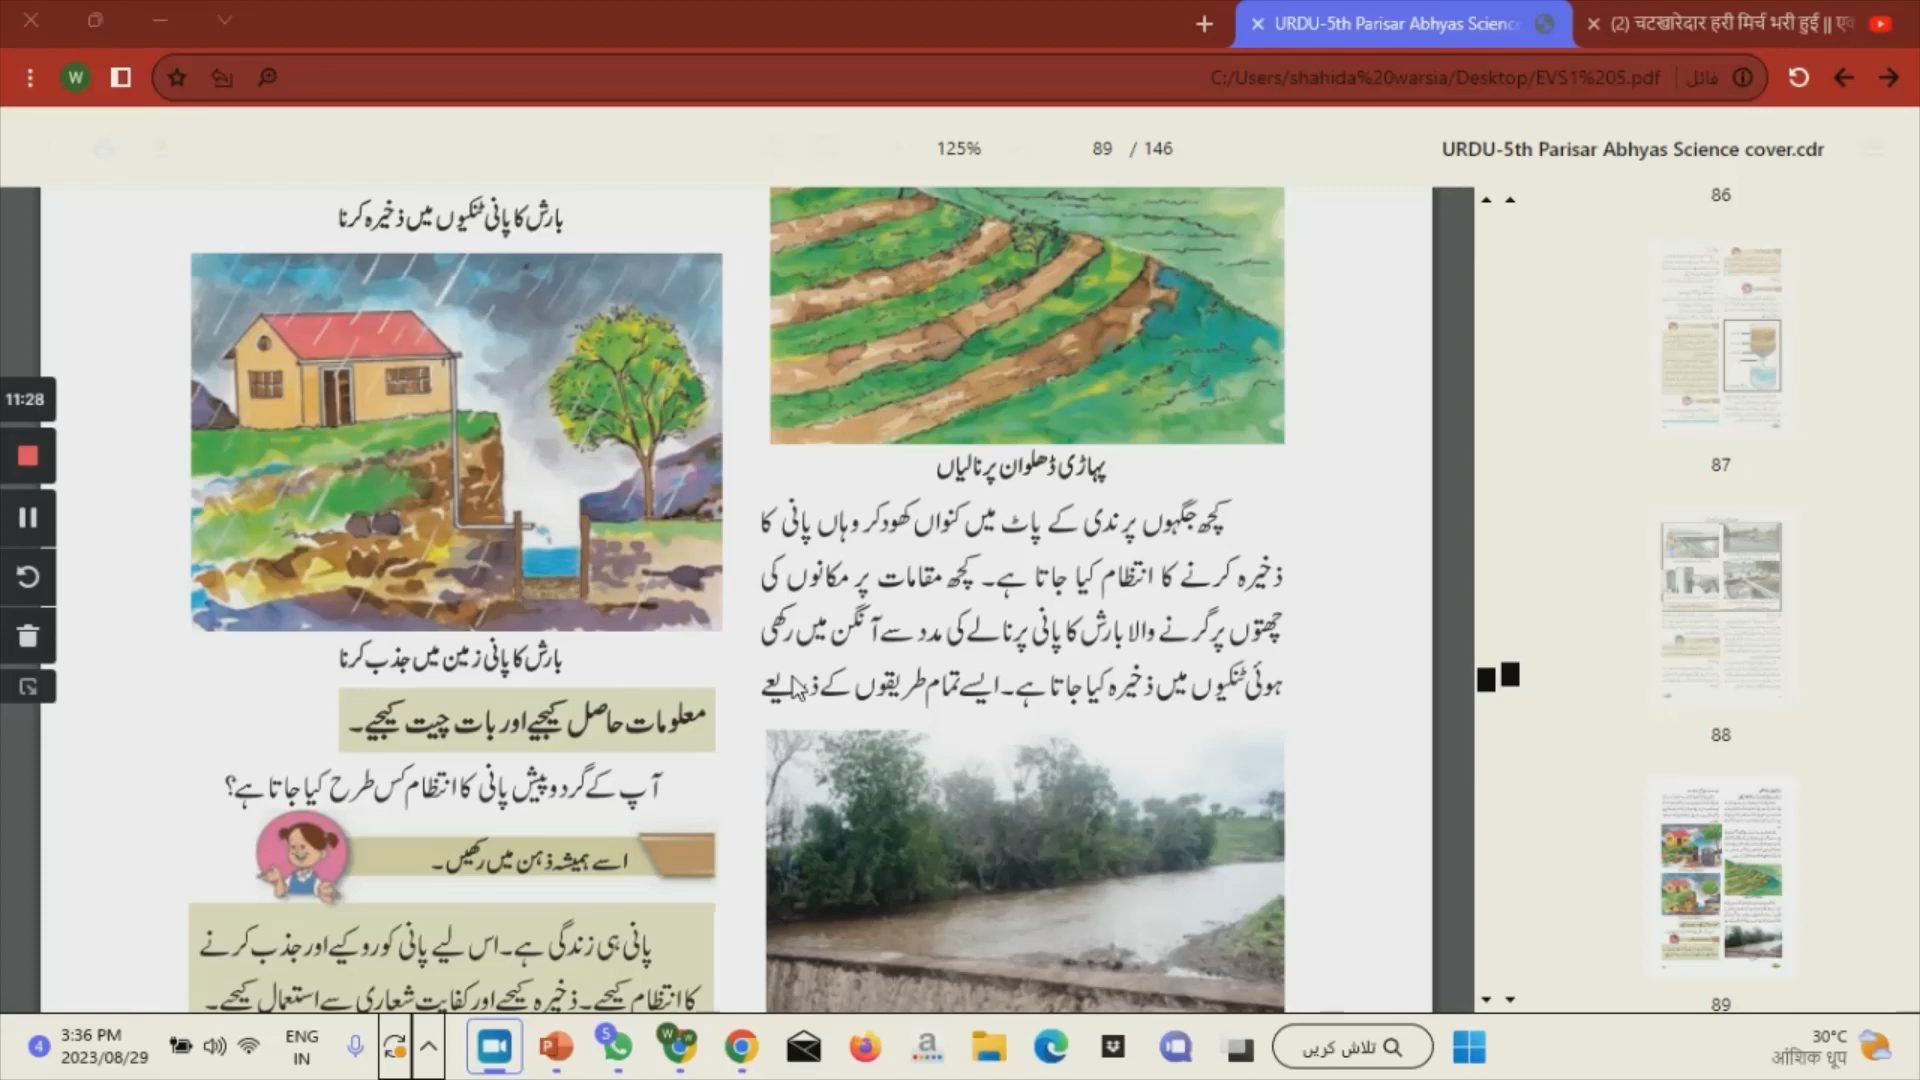 URDU-5th Parisar Abhyas Scienc
(2) चटखारेदार हरी मिर्च भरी हुई || ए
W
C:/Users/shahida%20warsia/Desktop/EVS1%205.pdf
فائل
125%
89 / 146
URDU-5th Parisar Abhyas Science cover.cdr
پہاڑی ڈھلوان پر نالیاں
کچھ جگہوں پر ندی کے پاٹ میں کنواں کھود کر وہاں پانی کا
ذخیرہ کرنے کا انتظام کیا جاتا ہے۔ کچھ مقامات پر مکانوں کی
چھتوں پر گرنے والا بارش کا پانی پرنالے کی مدد سے آنگن میں رکھی
ہوئی ٹنکیوں میں ذخیرہ کیا جاتا ہے۔ ایسے تمام طریقوں کے ذریعے
بارش کا پانی ٹنکیوں میں ذخیرہ کرنا
بارش کا پانی زمین میں جذب کرنا
معلومات حاصل کیجیے اور بات چیت کیجیے۔
آپ کے گرد و پیش پانی کا انتظام کس طرح کیا جاتا ہے؟
اسے ہمیشہ ذہن میں رکھیں۔
پانی ہی زندگی ہے۔ اس لیے پانی کو روکیے اور جذب کرنے
کا انتظام کیجیے۔ ذخیرہ کیجیے اور کفایت شعاری سے استعمال کیجیے۔
86
87
88
89
11:28
4
3:36 PM
2023/08/29
ENG
IN
5
W
W
تلاش کریں
30°C
आंशिक धूप